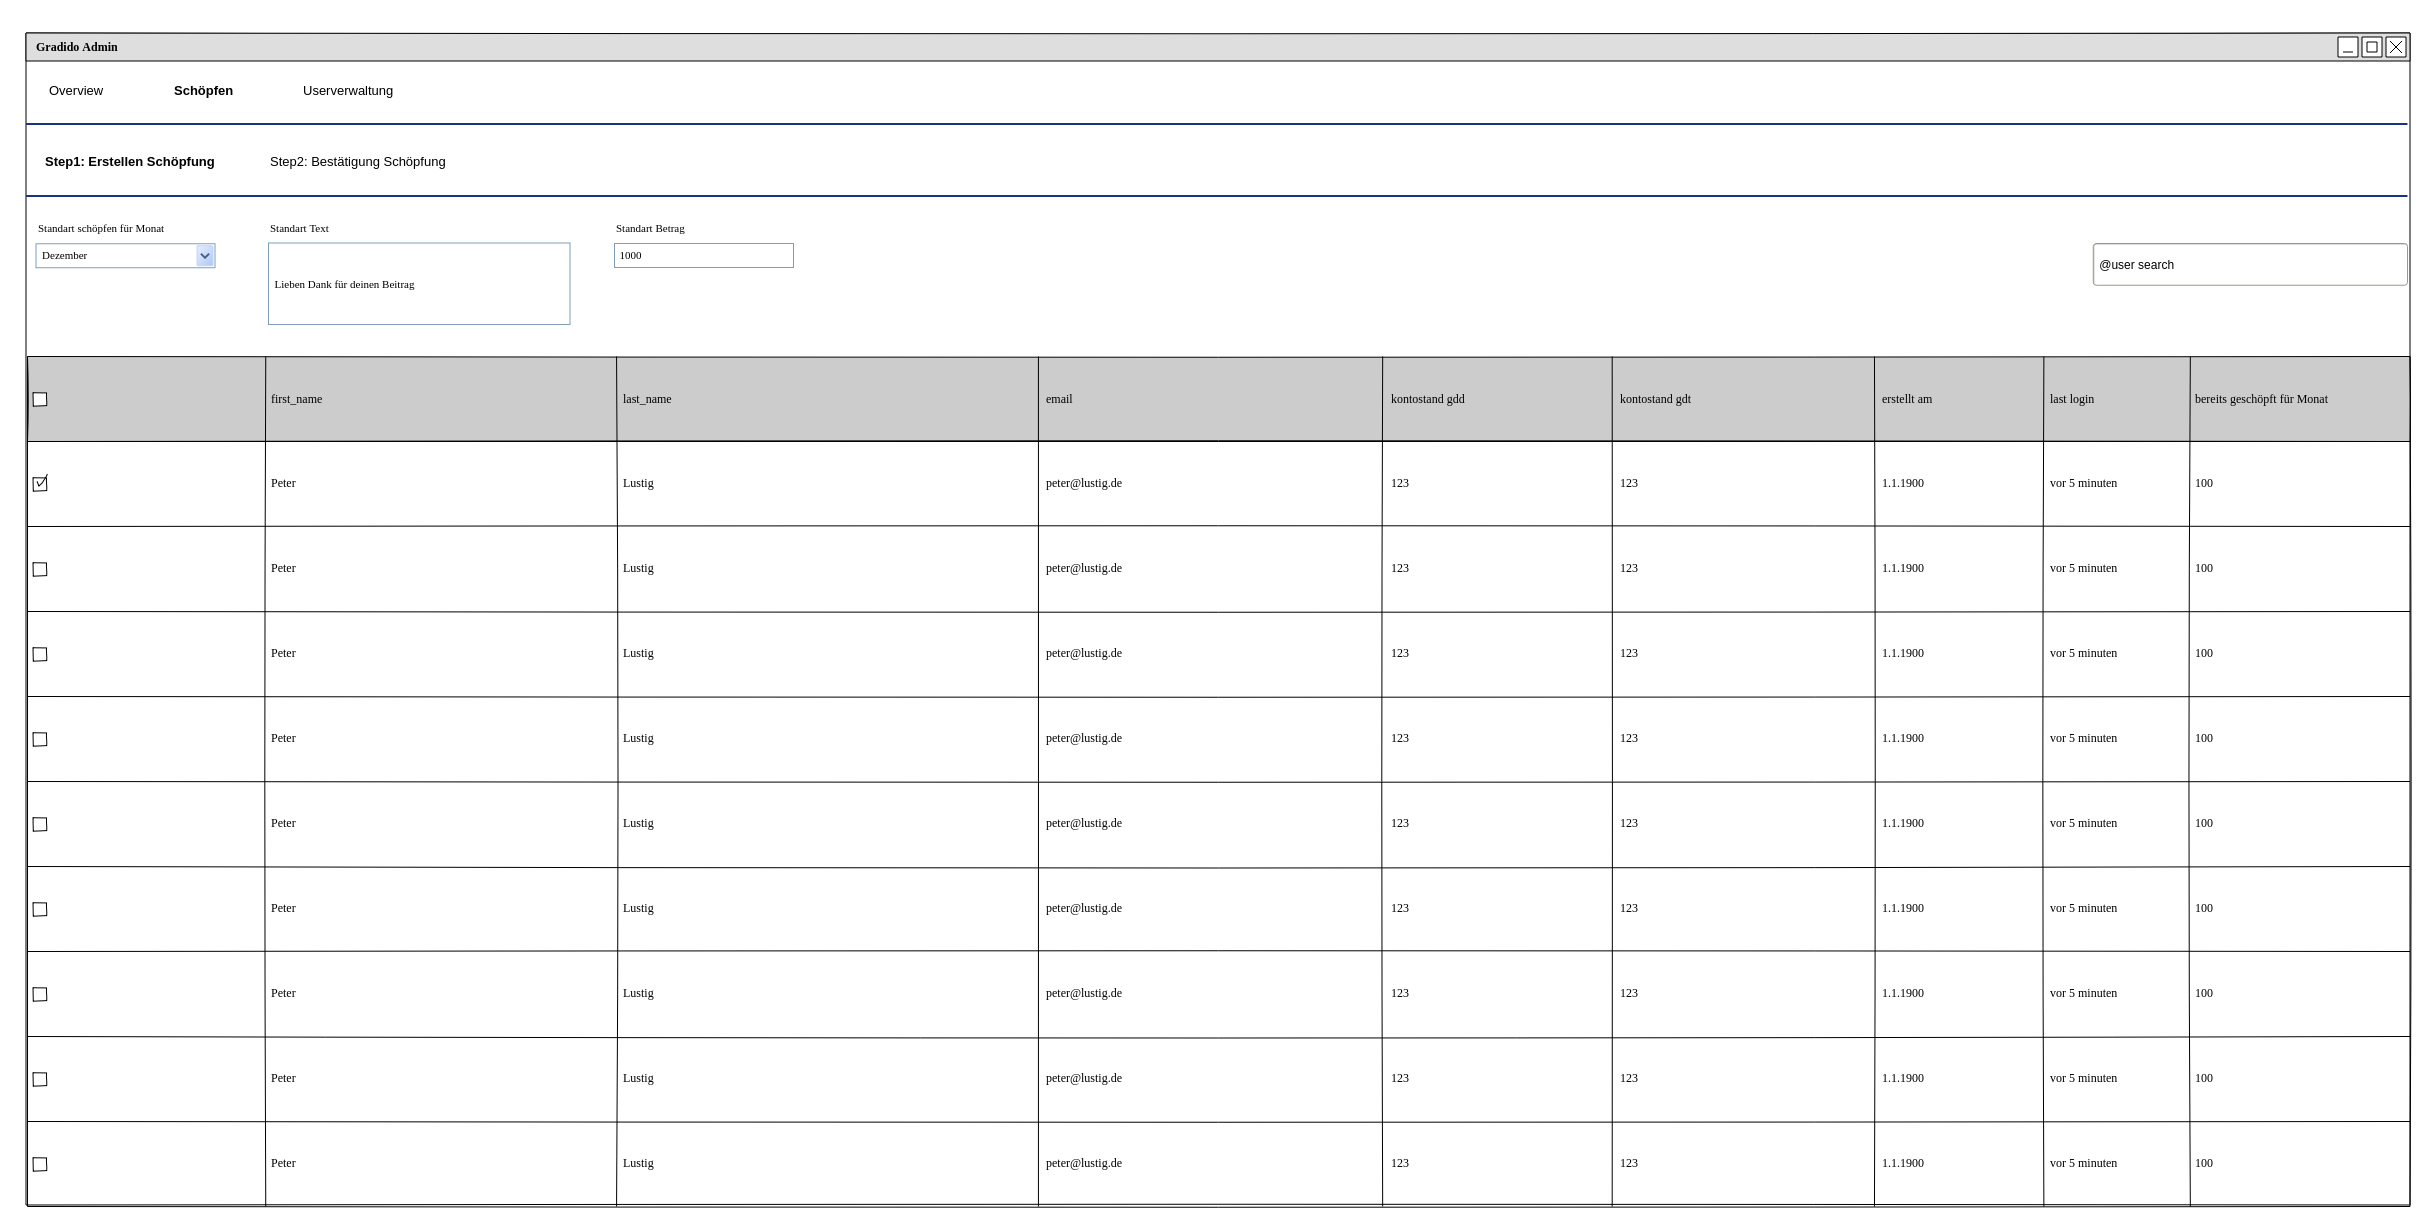 Gradido Admin
Overview Schöpfen Userverwaltung
Step1: Erstellen Schöpfung Step2: Bestätigung Schöpfung
Standart schöpfen für Monat Standart Text Standart Betrag
Dezember 1000
@user search
Lieben Dank für deinen Beitrag
first_name last_name email kontostand gdd kontostand gdt erstellt am last login bereits geschöpft für Monat
Peter Lustig peter@lustig.de 123 123 1.1.1900 vor 5 minuten 100
Peter Lustig peter@lustig.de 123 123 1.1.1900 vor 5 minuten 100
Peter Lustig peter@lustig.de 123 123 1.1.1900 vor 5 minuten 100
Peter Lustig peter@lustig.de 123 123 1.1.1900 vor 5 minuten 100
Peter Lustig peter@lustig.de 123 123 1.1.1900 vor 5 minuten 100
Peter Lustig peter@lustig.de 123 123 1.1.1900 vor 5 minuten 100
Peter Lustig peter@lustig.de 123 123 1.1.1900 vor 5 minuten 100
Peter Lustig peter@lustig.de 123 123 1.1.1900 vor 5 minuten 100
Peter Lustig peter@lustig.de 123 123 1.1.1900 vor 5 minuten 100